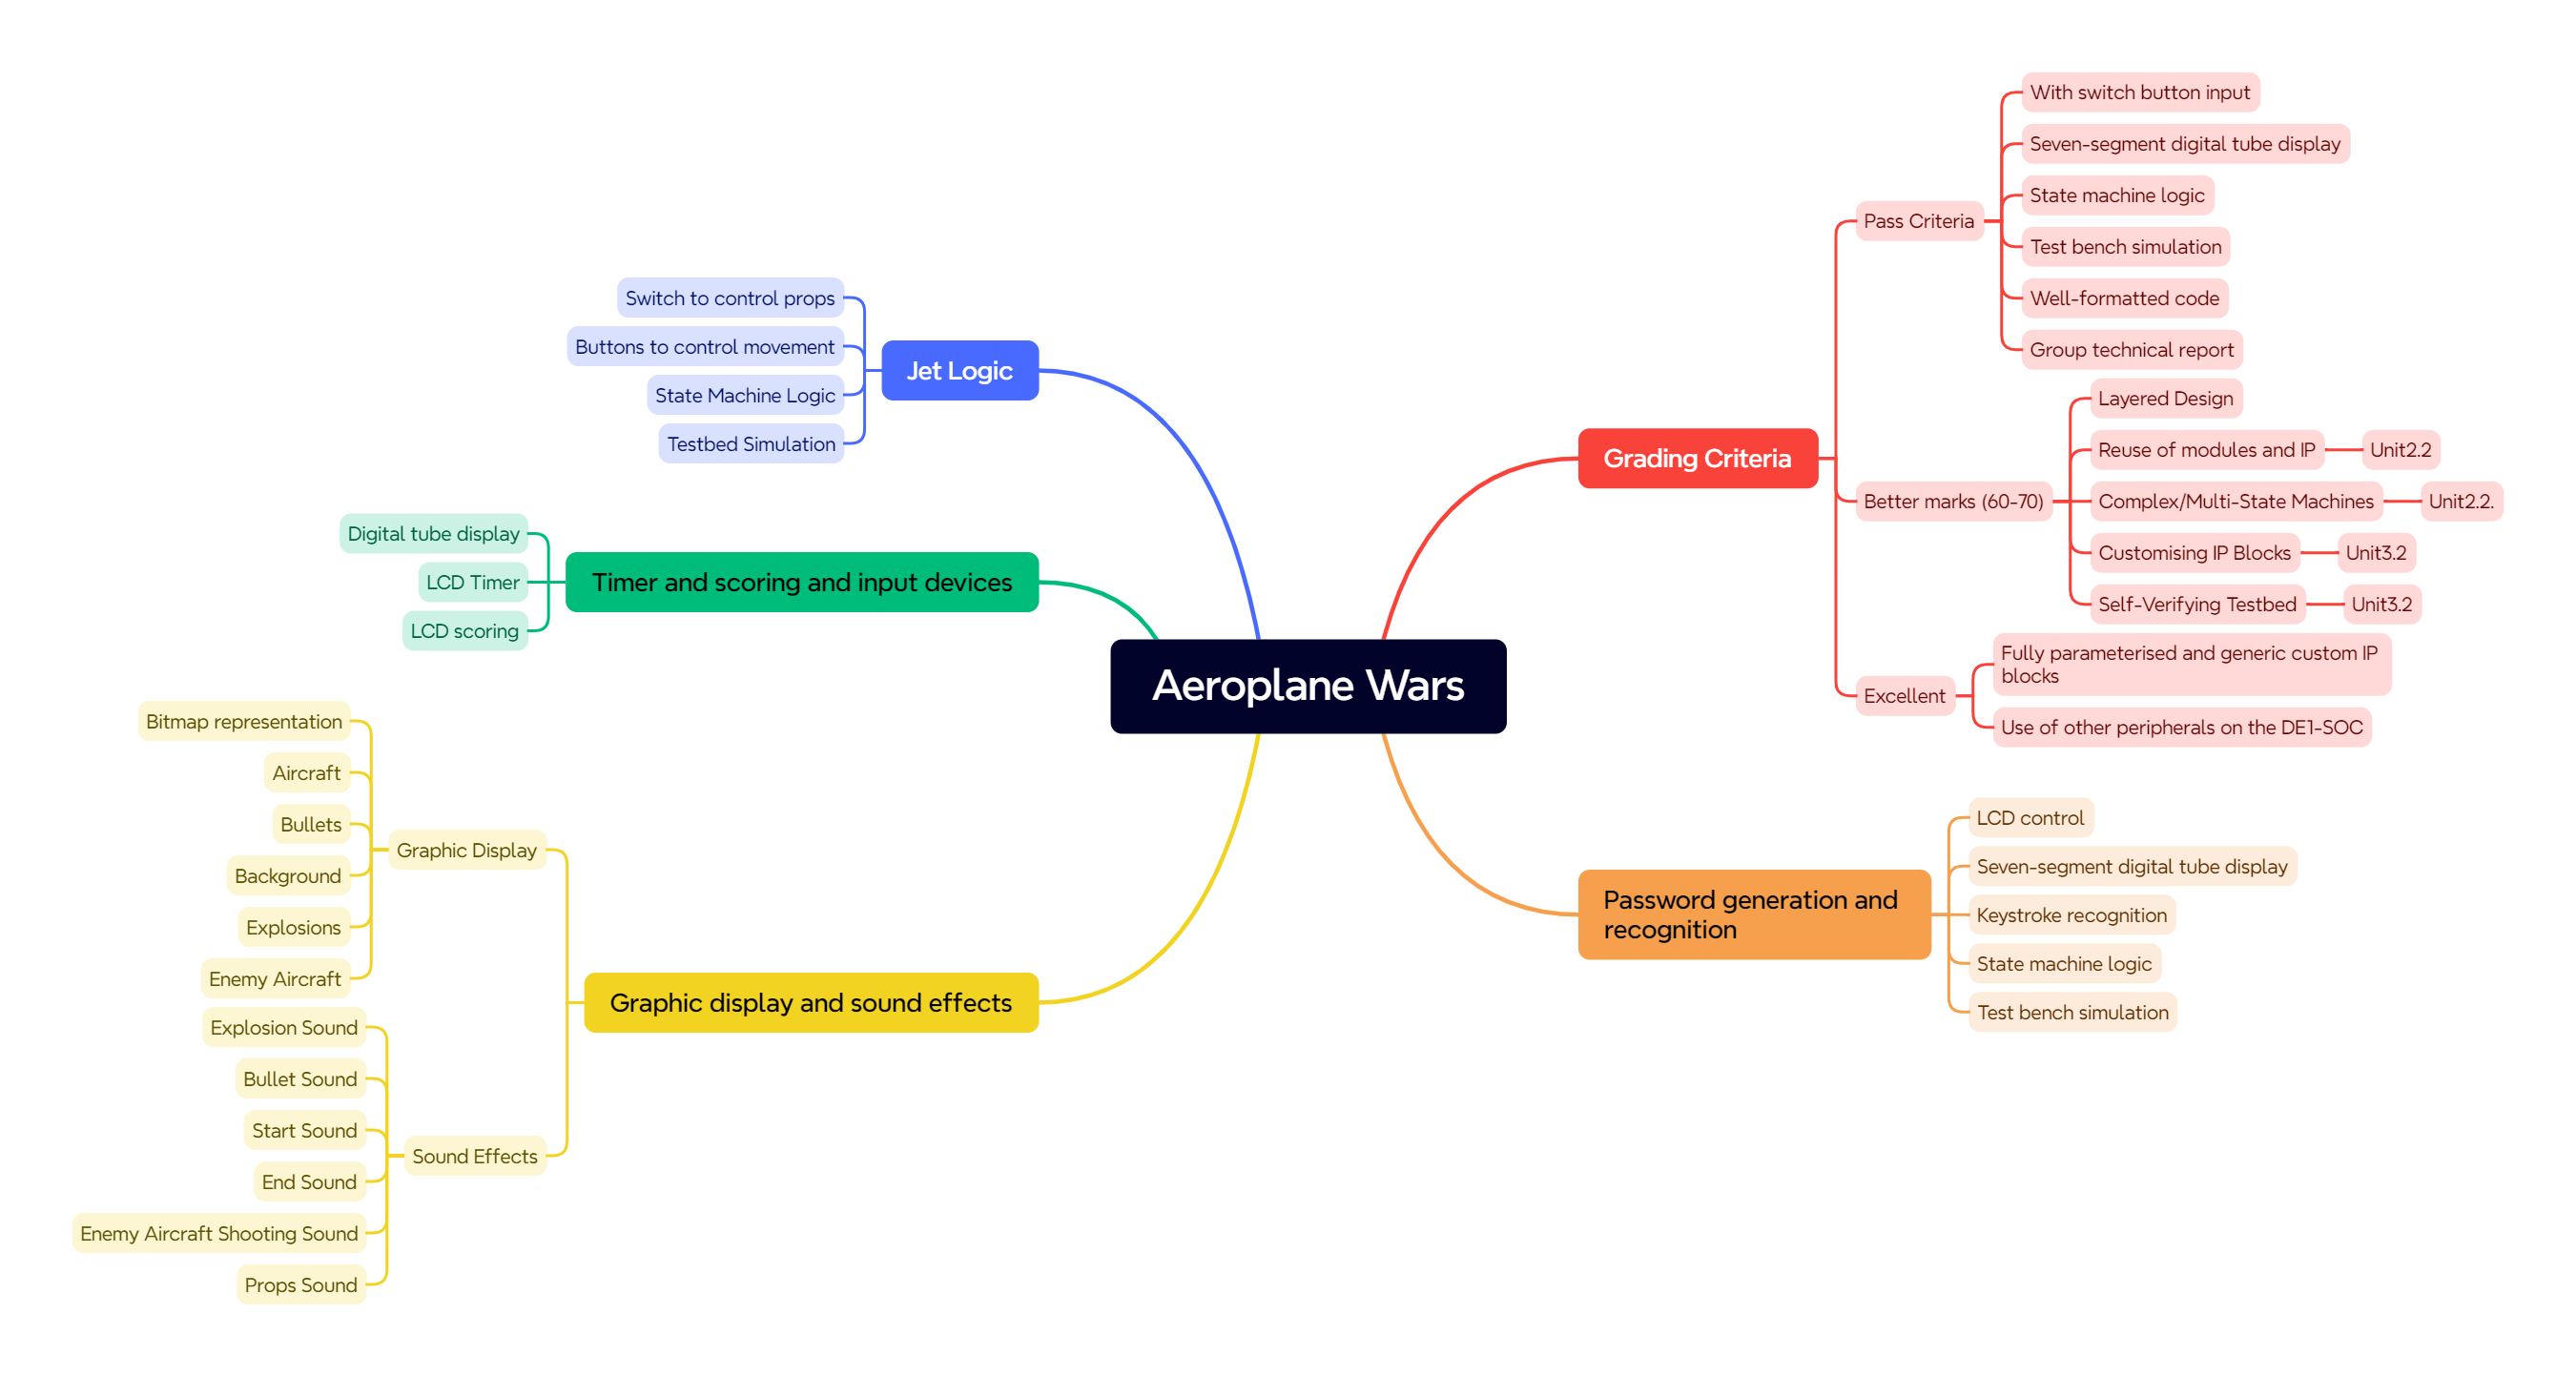 Aeroplane Wars
Grading Criteria
Pass Criteria
With switch button input
Seven-segment digital tube display
State machine logic
Test bench simulation
Well-formatted code
Group technical report
Better marks (60-70)
Layered Design
Reuse of modules and IP
Unit2.2
Complex/Multi-State Machines
Unit2.2.
Customising IP Blocks
Unit3.2
Self-Verifying Testbed
Unit3.2
Excellent
Fully parameterised and generic custom IP
blocks
Use of other peripherals on the DE1-SOC
Password generation and
recognition
LCD control
Seven-segment digital tube display
Keystroke recognition
State machine logic
Test bench simulation
Jet Logic
Switch to control props
Buttons to control movement
State Machine Logic
Testbed Simulation
Timer and scoring and input devices
Digital tube display
LCD Timer
LCD scoring
Graphic display and sound effects
Graphic Display
Bitmap representation
Aircraft
Bullets
Background
Explosions
Enemy Aircraft
Sound Effects
Explosion Sound
Bullet Sound
Start Sound
End Sound
Enemy Aircraft Shooting Sound
Props Sound